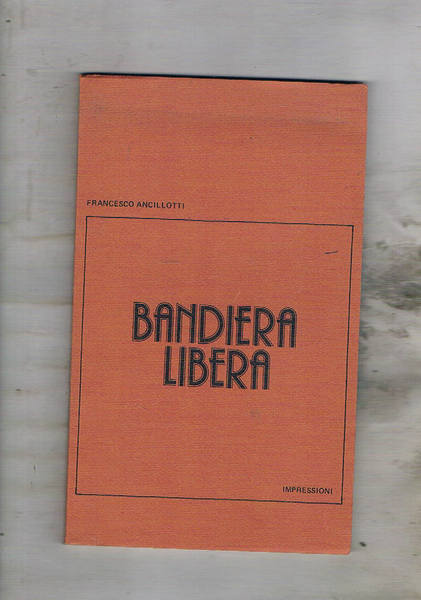 FRANCESCO ANCILLOTTI
BANDIERA
LIBERA
IMPRESSIONI